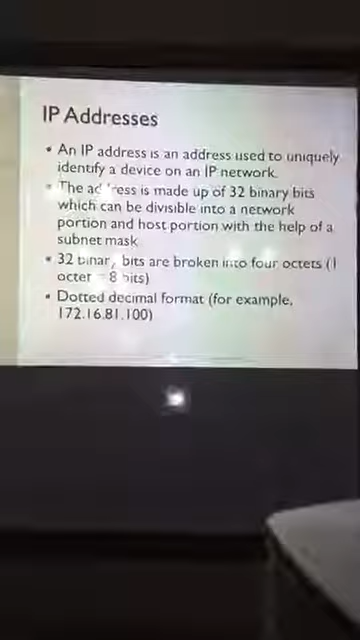 IP Addresses
• An IP address is an address used to uniquely
identify a device on an IP network.
• The address is made up of 32 binary bits
which can be divisible into a network
portion and host portion with the help of a
subnet mask
• 32 binary bits are broken into four octets (1
octet = 8 bits)
• Dotted decimal format (for example,
172.16.81.100)